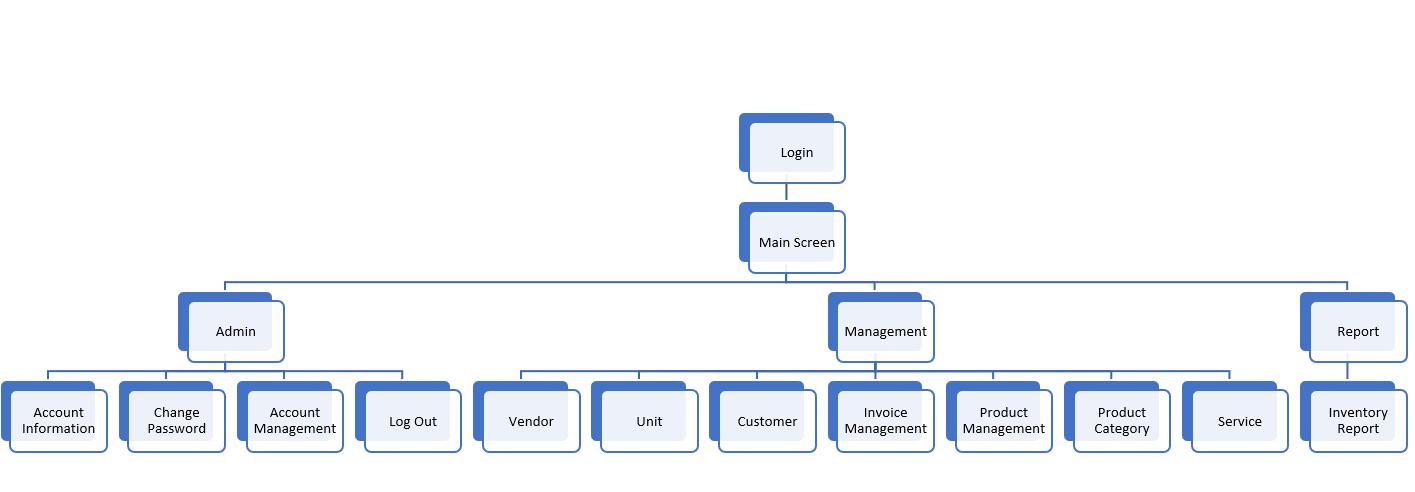 Login
Main Screen
Admin
Management
Report
Account
Information
Change
Password
Account
Management
Log Out
Vendor
Unit
Customer
Invoice
Management
Product
Management
Product
Category
Service
Inventory
Report